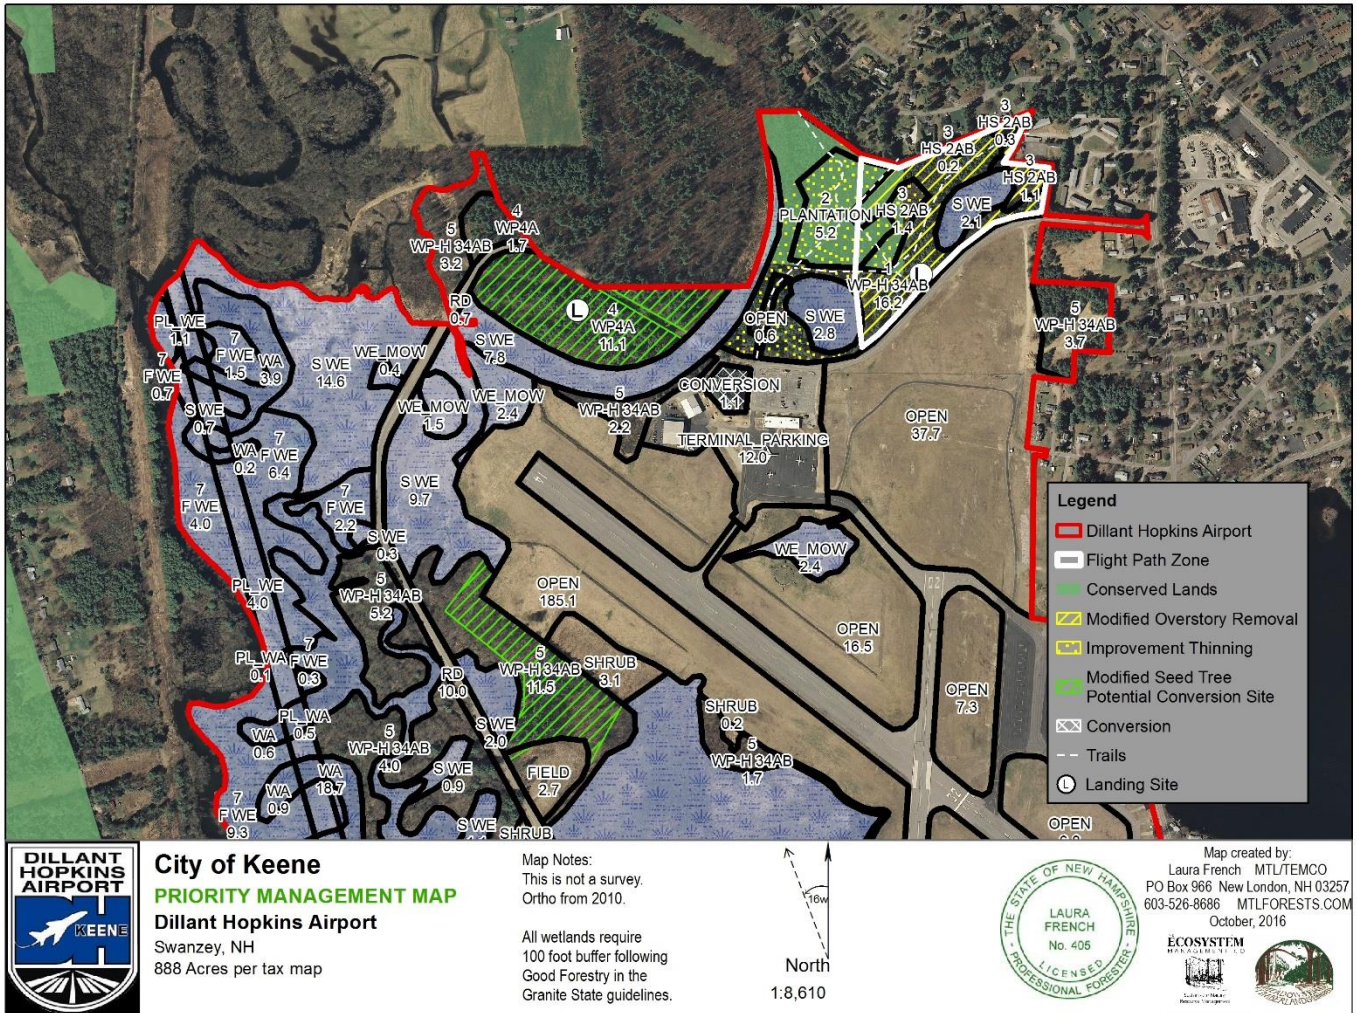 3
HS 2AB
0.3
3
HS 2AB
0.2
3
HS 2AB
1.1
2
PLANTATION
5.2
3
HS 2AB
1.4
S WE
2.1
5
WP-H 34AB
3.2
4
WP4A
1.7
1
WP-H 34AB
16.2
L
RD
0.7
L
4
WP4A
11.1
OPEN
0.6
S WE
2.8
5
WP-H 34AB
3.7
PL_WE
1.1
7
F WE
1.5
WA
3.9
S WE
14.6
WE_MOW
0.4
S WE
7.8
7
F WE
0.7
S WE
0.7
WE_MOW
1.5
WE_MOW
2.4
5
WP-H 34AB
2.2
CONVERSION
1.1
TERMINAL_PARKING
12.0
OPEN
37.7
WA
0.2
7
F WE
6.4
7
F WE
4.0
7
F WE
2.2
S WE
9.7
14
S WE
0.3
WE_MOW
2.4
PL_WE
4.0
5
WP-H 34AB
5.2
OPEN
185.1
OPEN
16.5
PL_WA
0.1
7
F WE
0.3
RD
10.0
5
WP-H 34AB
11.5
SHRUB
3.1
OPEN
7.3
PL_WA
0.5
WA
0.6
5
WP-H 34AB
4.0
S WE
2.0
SHRUB
0.2
5
WP-H 34AB
1.7
WA
0.9
WA
18.7
S WE
0.9
FIELD
2.7
7
F WE
9.3
S WE
SHRUB
OPEN
Legend
Dillant Hopkins Airport
Flight Path Zone
Conserved Lands
Modified Overstory Removal
Improvement Thinning
Modified Seed Tree
Potential Conversion Site
Conversion
Trails
L Landing Site
DILLANT
HOPKINS
AIRPORT
DH
KEENE
City of Keene
PRIORITY MANAGEMENT MAP
Dillant Hopkins Airport
Swanzey, NH
888 Acres per tax map
Map Notes:
This is not a survey.
Ortho from 2010.
All wetlands require
100 foot buffer following
Good Forestry in the
Granite State guidelines.
16w
North
1:8,610
THE STATE OF NEW HAMPSHIRE
LAURA
FRENCH
No. 405
LICENSED
PROFESSIONAL FORESTER
Map created by:
Laura French MTL/TEMCO
PO Box 966 New London, NH 03257
603-526-8686 MTLFORESTS.COM
October, 2016
ECOSYSTEM
MANAGEMENT CO